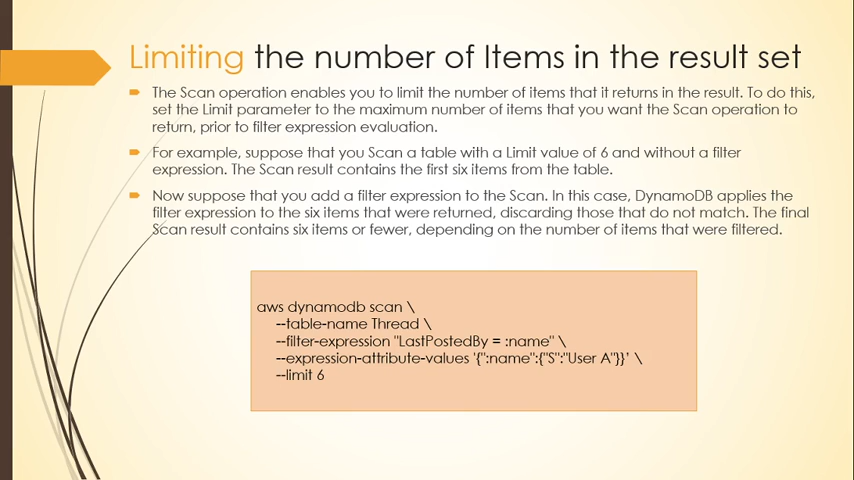 Limiting the number of Items in the result set
The Scan operation enables you to limit the number of items that it returns in the result. To do this,
set the Limit parameter to the maximum number of items that you want the Scan operation to
return, prior to filter expression evaluation.
For example, suppose that you Scan a table with a Limit value of 6 and without a filter
expression. The Scan result contains the first six items from the table.
Now suppose that you add a filter expression to the Scan. In this case, DynamoDB applies the
filter expression to the six items that were returned, discarding those that do not match. The final
Scan result contains six items or fewer, depending on the number of items that were filtered.
aws dynamodb scan \
--table-name Thread \
--filter-expression "LastPostedBy = :name" \
--expression-attribute-values '{":name":{"S":"User A"}}' \
--limit 6